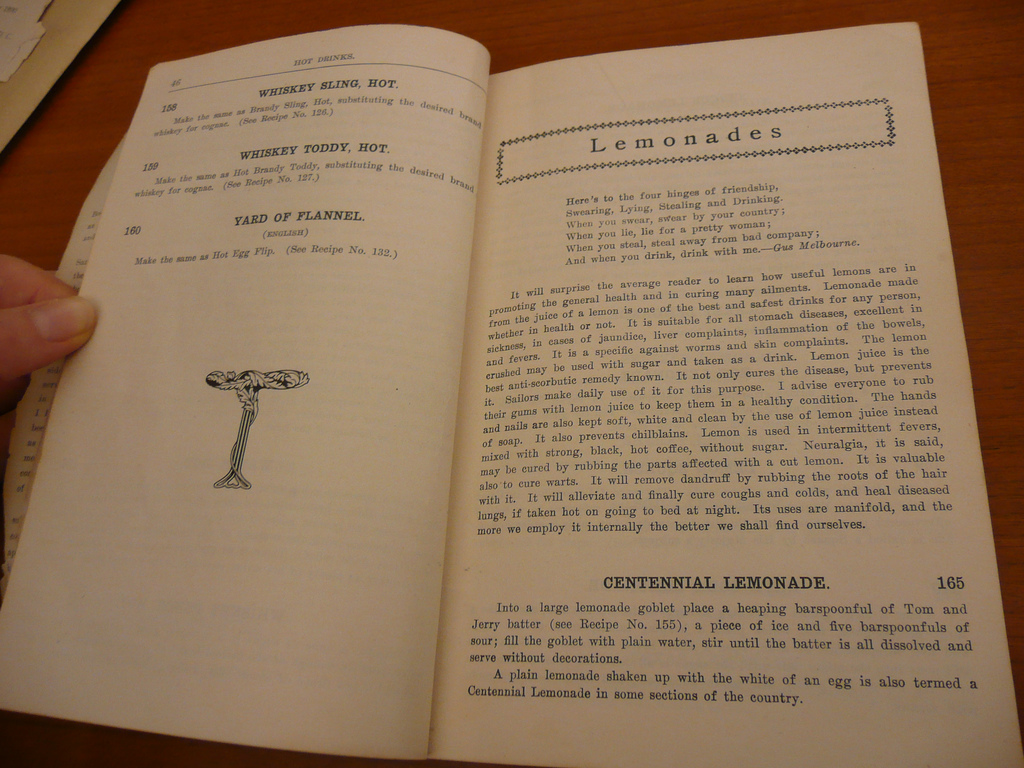 46
HOT DRINKS.
158
WHISKEY SLING, HOT.
Make the same as Brandy Sling, Hot, substituting the desired brand
whiskey for cognac. (See Recipe No. 126.)
159
WHISKEY TODDY, HOT.
Make the same as Hot Brandy Toddy, substituting the desired brand
whiskey for cognac. (See Recipe No. 127.)
160
YARD OF FLANNEL.
(ENGLISH)
Make the same as Hot Egg Flip. (See Recipe No. 132.)
Lemonades
Here's to the four hinges of friendship,
Swearing, Lying, Stealing and Drinking.
When you swear, swear by your country;
When you lie, lie for a pretty woman;
When you steal, steal away from bad company;
And when you drink, drink with me.—Gus Melbourne.
It will surprise the average reader to learn how useful lemons are in
promoting the general health and in curing many ailments. Lemonade made
from the juice of a lemon is one of the best and safest drinks for any person,
whether in health or not. It is suitable for all stomach diseases, excellent in
sickness, in cases of jaundice, liver complaints, inflammation of the bowels,
and fevers. It is a specific against worms and skin complaints. The lemon
crushed may be used with sugar and taken as a drink. Lemon juice is the
best anti-scorbutic remedy known. It not only cures the disease, but prevents
it. Sailors make daily use of it for this purpose. I advise everyone to rub
their gums with lemon juice to keep them in a healthy condition. The hands
and nails are also kept soft, white and clean by the use of lemon juice instead
of soap. It also prevents chilblains. Lemon is used in intermittent fevers,
mixed with strong, black, hot coffee, without sugar. Neuralgia, it is said,
may be cured by rubbing the parts affected with a cut lemon. It is valuable
also to cure warts. It will remove dandruff by rubbing the roots of the hair
with it. It will alleviate and finally cure coughs and colds, and heal diseased
lungs, if taken hot on going to bed at night. Its uses are manifold, and the
more we employ it internally the better we shall find ourselves.
CENTENNIAL LEMONADE. 165
Into a large lemonade goblet place a heaping barspoonful of Tom and
Jerry batter (see Recipe No. 155), a piece of ice and five barspoonfuls of
sour; fill the goblet with plain water, stir until the batter is all dissolved and
serve without decorations.
A plain lemonade shaken up with the white of an egg is also termed a
Centennial Lemonade in some sections of the country.